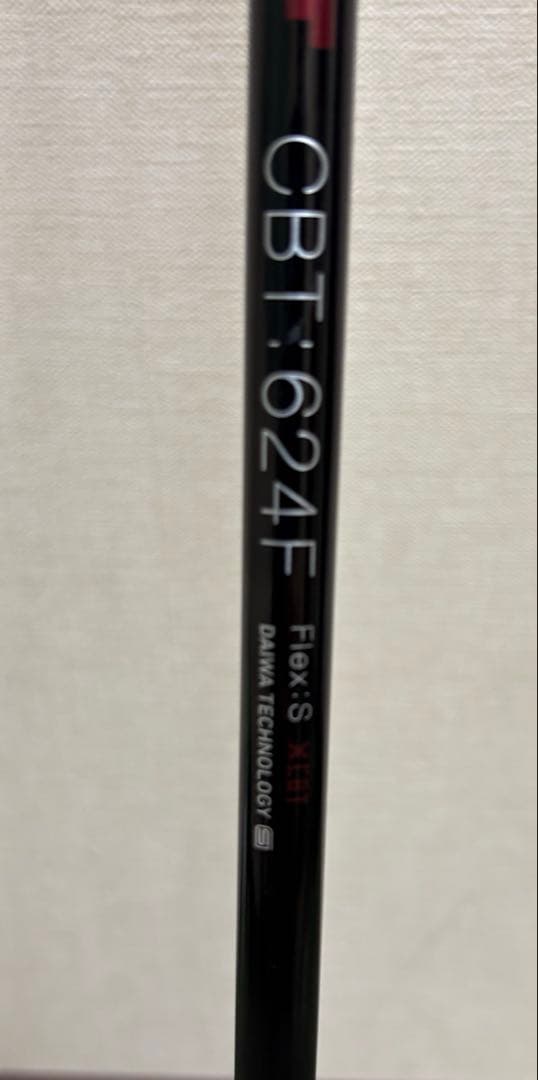 CBT:624F
Flex:S
DAIWA TECHNOLOGY S